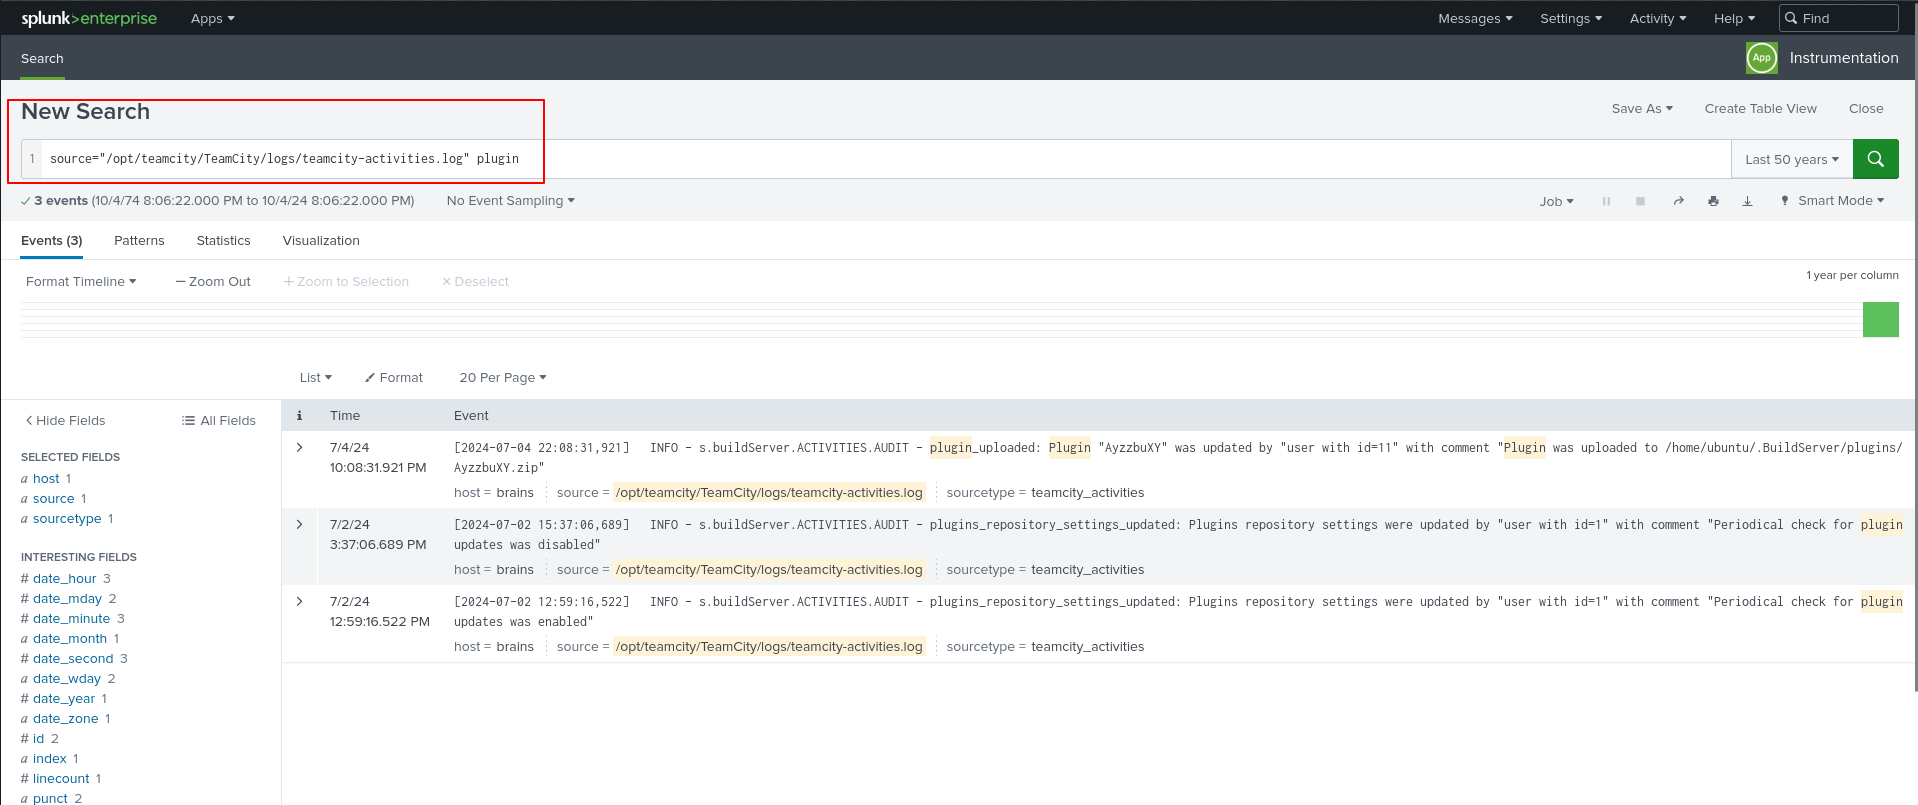 splunk>enterprise Apps Messages Settings Activity Help Find
Search App Instrumentation
New Search Save As Create Table View Close
1 source="/opt/teamcity/TeamCity/logs/teamcity-activities.log" plugin Last 50 years
3 events (10/4/74 8:06:22.000 PM to 10/4/24 8:06:22.000 PM) No Event Sampling Job Smart Mode
Events (3) Patterns Statistics Visualization
Format Timeline Zoom Out Zoom to Selection Deselect 1 year per column
List Format 20 Per Page
Hide Fields All Fields
SELECTED FIELDS
a host 1
a source 1
a sourcetype 1
INTERESTING FIELDS
# date_hour 3
# date_mday 2
# date_minute 3
a date_month 1
# date_second 3
a date_wday 2
# date_year 1
a date_zone 1
# id 2
a index 1
# linecount 1
a punct 2
i Time Event
7/4/24 [2024-07-04 22:08:31,921] INFO - s.buildServer.ACTIVITIES.AUDIT - plugin_uploaded: Plugin "AyzzbuXY" was updated by "user with id=11" with comment "Plugin was uploaded to /home/ubuntu/.BuildServer/plugins/
10:08:31.921 PM AyzzbuXY.zip"
host = brains source = /opt/teamcity/TeamCity/logs/teamcity-activities.log sourcetype = teamcity_activities
7/2/24 [2024-07-02 15:37:06,689] INFO - s.buildServer.ACTIVITIES.AUDIT - plugins_repository_settings_updated: Plugins repository settings were updated by "user with id=1" with comment "Periodical check for plugin
3:37:06.689 PM updates was disabled"
host = brains source = /opt/teamcity/TeamCity/logs/teamcity-activities.log sourcetype = teamcity_activities
7/2/24 [2024-07-02 12:59:16,522] INFO - s.buildServer.ACTIVITIES.AUDIT - plugins_repository_settings_updated: Plugins repository settings were updated by "user with id=1" with comment "Periodical check for plugin
12:59:16.522 PM updates was enabled"
host = brains source = /opt/teamcity/TeamCity/logs/teamcity-activities.log sourcetype = teamcity_activities